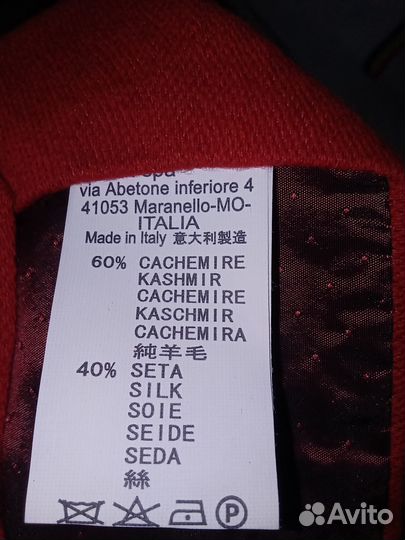 spa
via Abetone inferiore 4
41053 Maranello-MO-
ITALIA
Made in Italy 意大利製造
60% CACHEMIRE
KASHMIR
CACHEMIRE
KASCHMIR
CACHEMIRA
純羊毛
40% SETA
SILK
SOIE
SEIDE
SEDA
絲
P
Avito